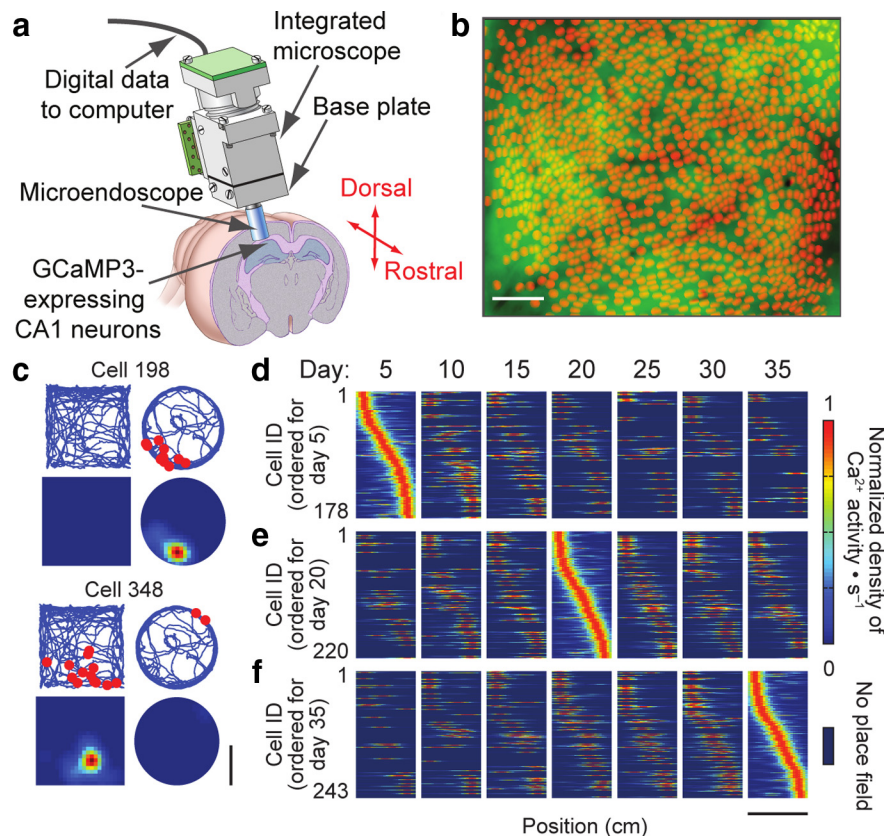 a
Digital data
to computer
Integrated
microscope
Base plate
Microendoscope
Dorsal
Rostral
GCaMP3-
expressing
CA1 neurons
b
c
Cell 198
Cell 348
d
Day: 5 10 15 20 25 30 35
Cell ID
(ordered for
day 5)
1
178
e
Cell ID
(ordered for
day 20)
1
220
f
Cell ID
(ordered for
day 35)
1
243
Position (cm)
1
Normalized density of
Ca²⁺ activity • s⁻¹
0
No place field